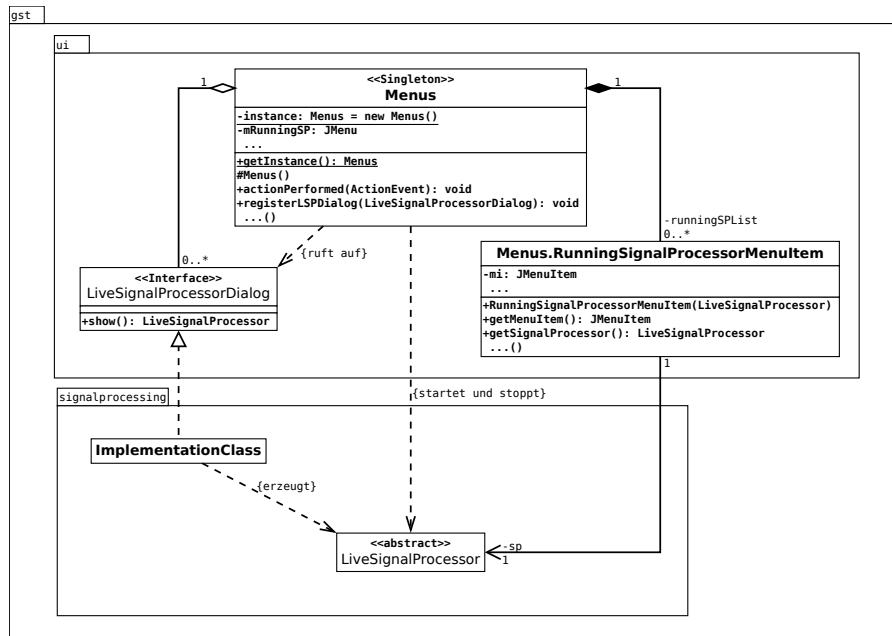 gst
ui
<<Singleton>>
Menus
-instance: Menus = new Menus()
-mRunningSP: JMenu
...
+getInstance(): Menus
#Menus()
+actionPerformed(ActionEvent): void
+registerLSPDialog(LiveSignalProcessorDialog): void
...()
1
1
-runningSPList
0..*
0..*
{ruft auf}
<<Interface>>
LiveSignalProcessorDialog
+show(): LiveSignalProcessor
Menus.RunningSignalProcessorMenuItem
-mi: JMenuItem
...
+RunningSignalProcessorMenuItem(LiveSignalProcessor)
+getMenuItem(): JMenuItem
+getSignalProcessor(): LiveSignalProcessor
...()
1
signalprocessing
{startet und stoppt}
ImplementationClass
{erzeugt}
<<abstract>>
LiveSignalProcessor
-sp
1